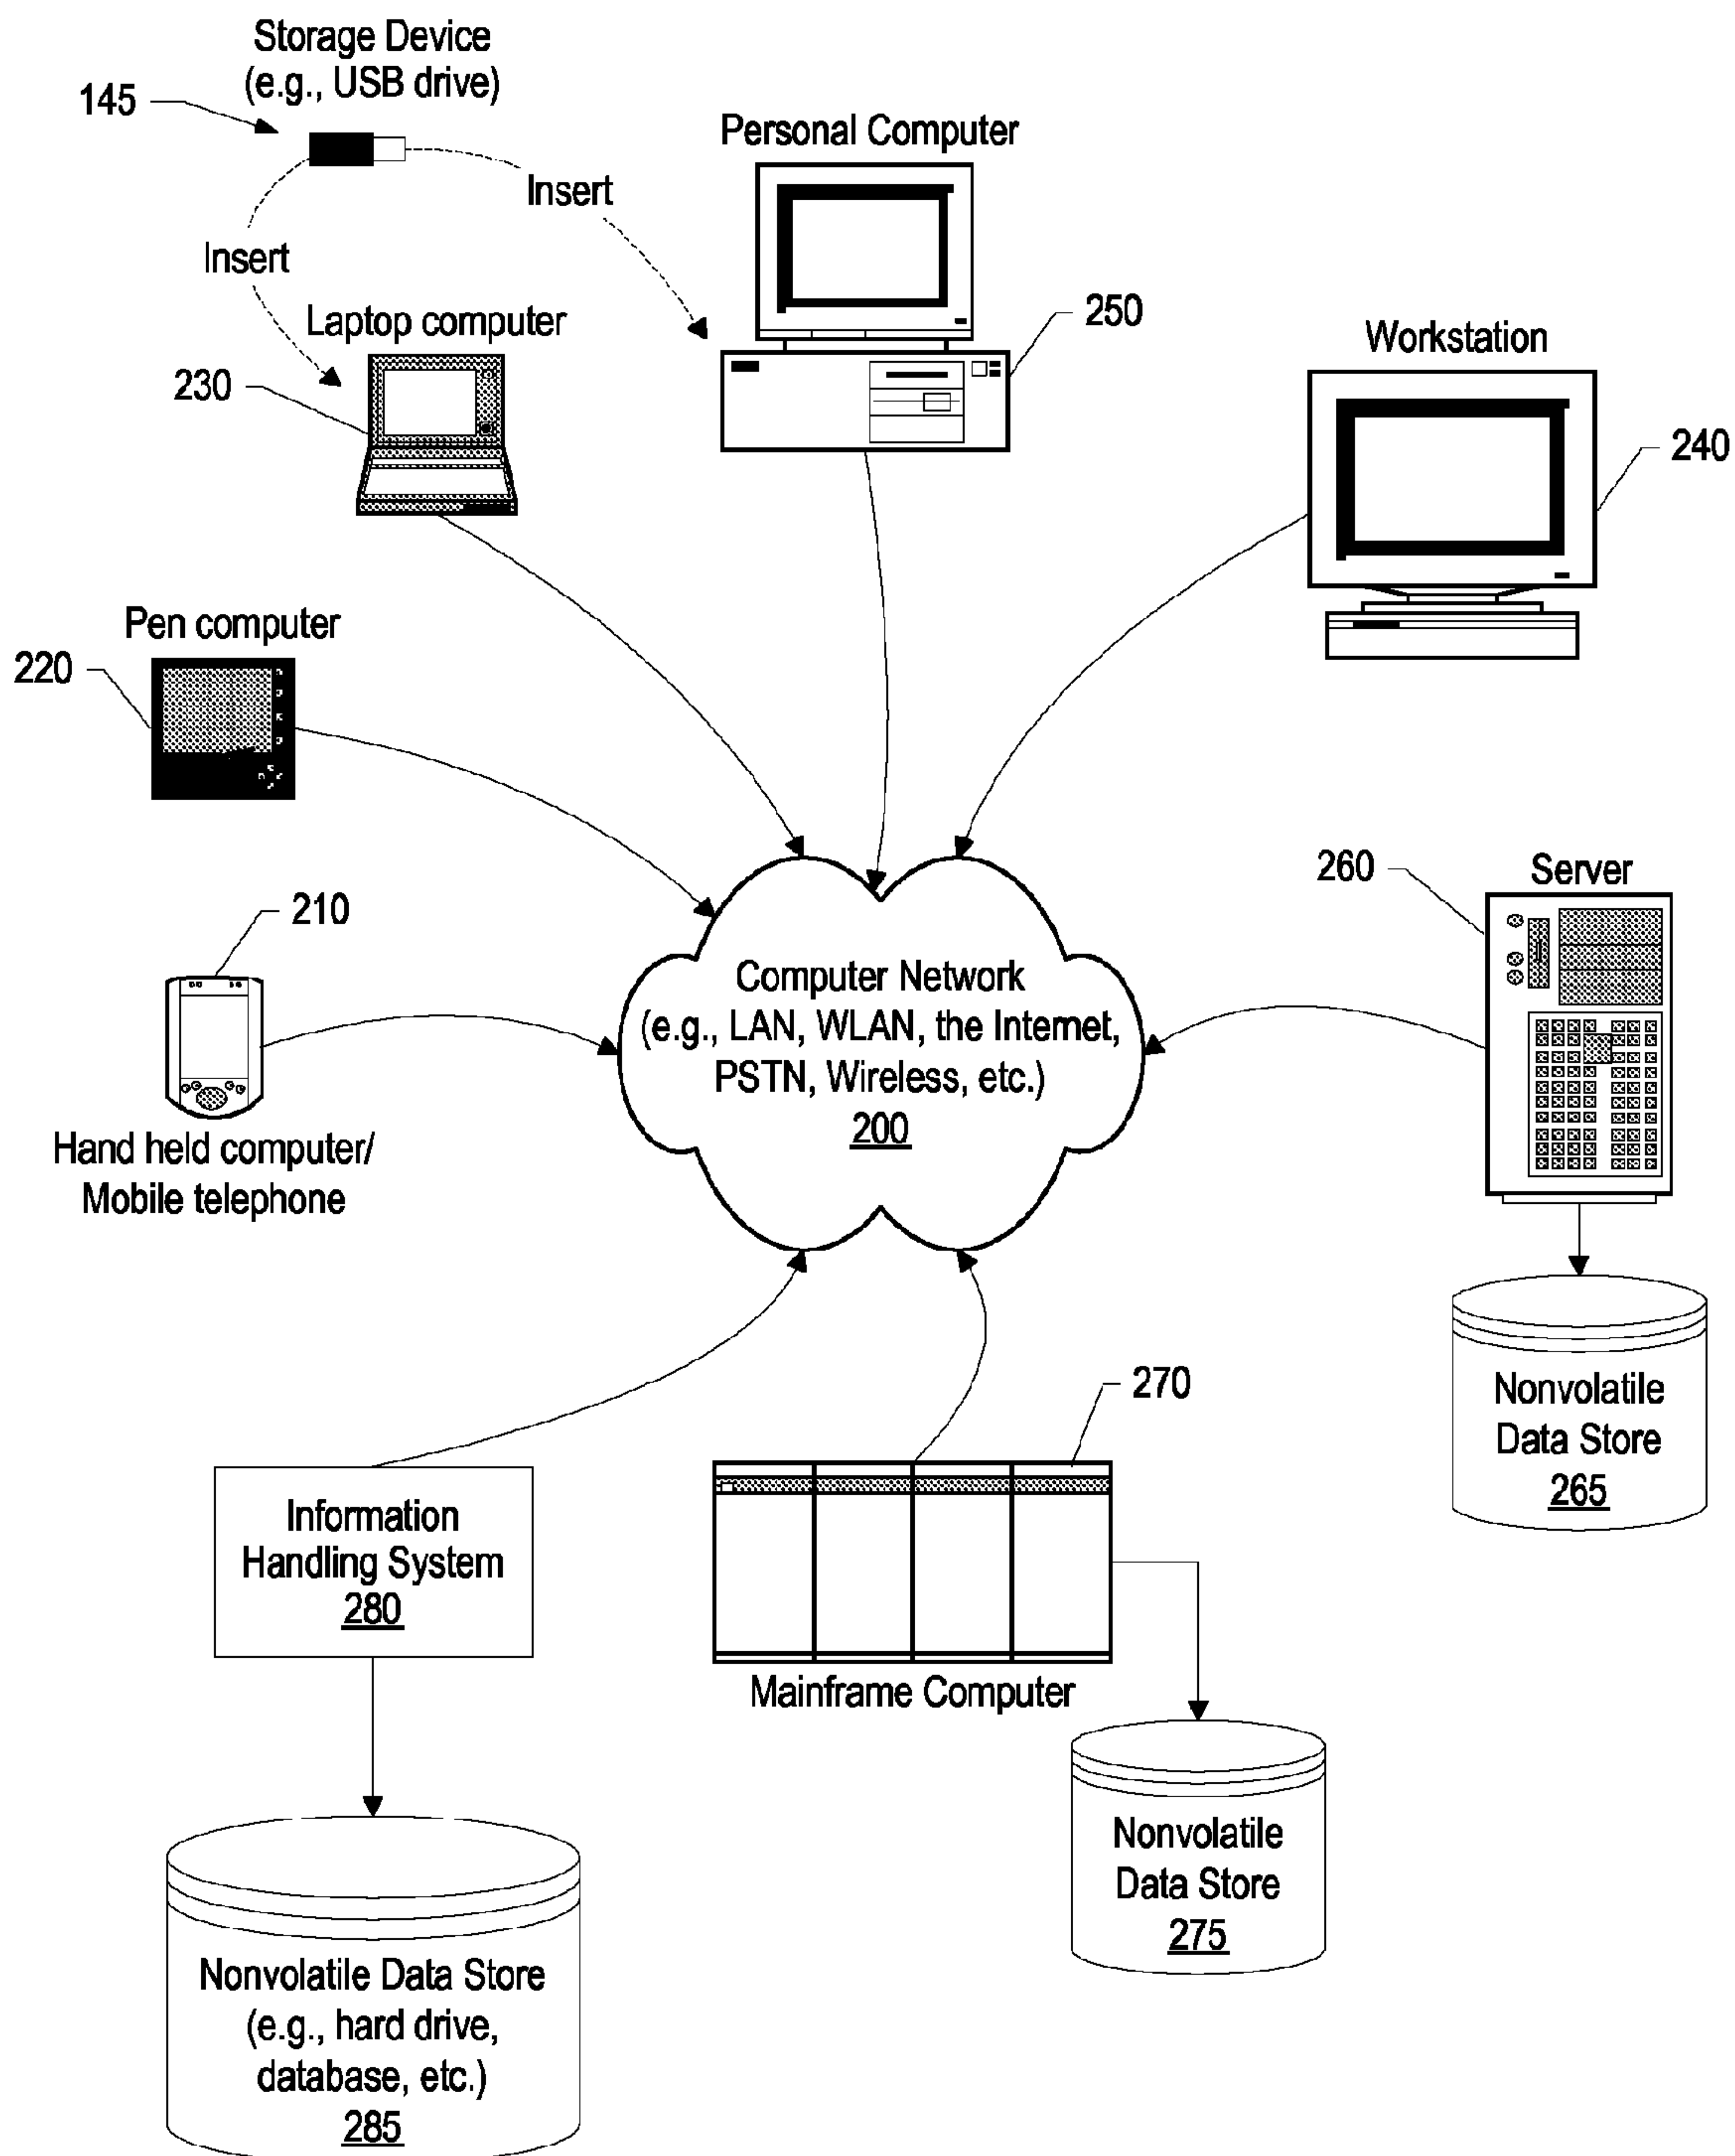 Storage Device
(e.g., USB drive)
145
Personal Computer
Insert
Insert
Laptop computer
250
Workstation
230
240
Pen computer
220
260
Server
210
Computer Network
(e.g., LAN, WLAN, the Internet,
PSTN, Wireless, etc.)
200
Hand held computer/
Mobile telephone
270
Nonvolatile
Data Store
265
Information
Handling System
280
Mainframe Computer
Nonvolatile
Data Store
275
Nonvolatile Data Store
(e.g., hard drive,
database, etc.)
285